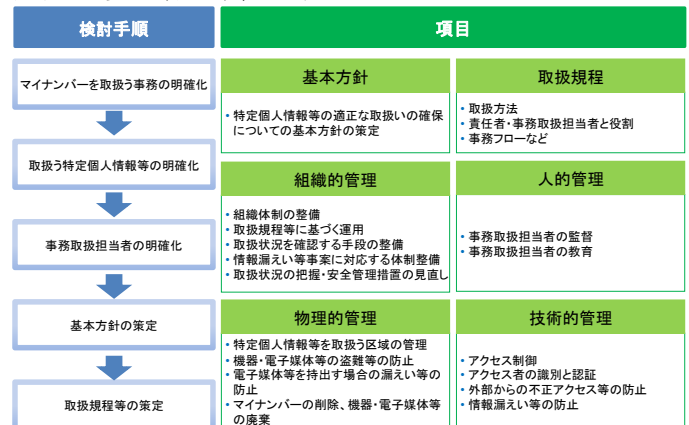 検討手順
項目
マイナンバーを取扱う事務の明確化
取扱う特定個人情報等の明確化
事務取扱担当者の明確化
基本方針の策定
取扱規程等の策定
基本方針
・特定個人情報等の適正な取扱いの確保
についての基本方針の策定
取扱規程
・取扱方法
・責任者・事務取扱担当者と役割
・事務フローなど
組織的管理
・組織体制の整備
・取扱規程等に基づく運用
・取扱状況を確認する手段の整備
・情報漏えい等事案に対応する体制整備
・取扱状況の把握・安全管理措置の見直し
人的管理
・事務取扱担当者の監督
・事務取扱担当者の教育
物理的管理
・特定個人情報等を取扱う区域の管理
・機器・電子媒体等の盗難等の防止
・電子媒体等を持出す場合の漏えい等の
防止
・マイナンバーの削除、機器・電子媒体等
の廃棄
技術的管理
・アクセス制御
・アクセス者の識別と認証
・外部からの不正アクセス等の防止
・情報漏えい等の防止